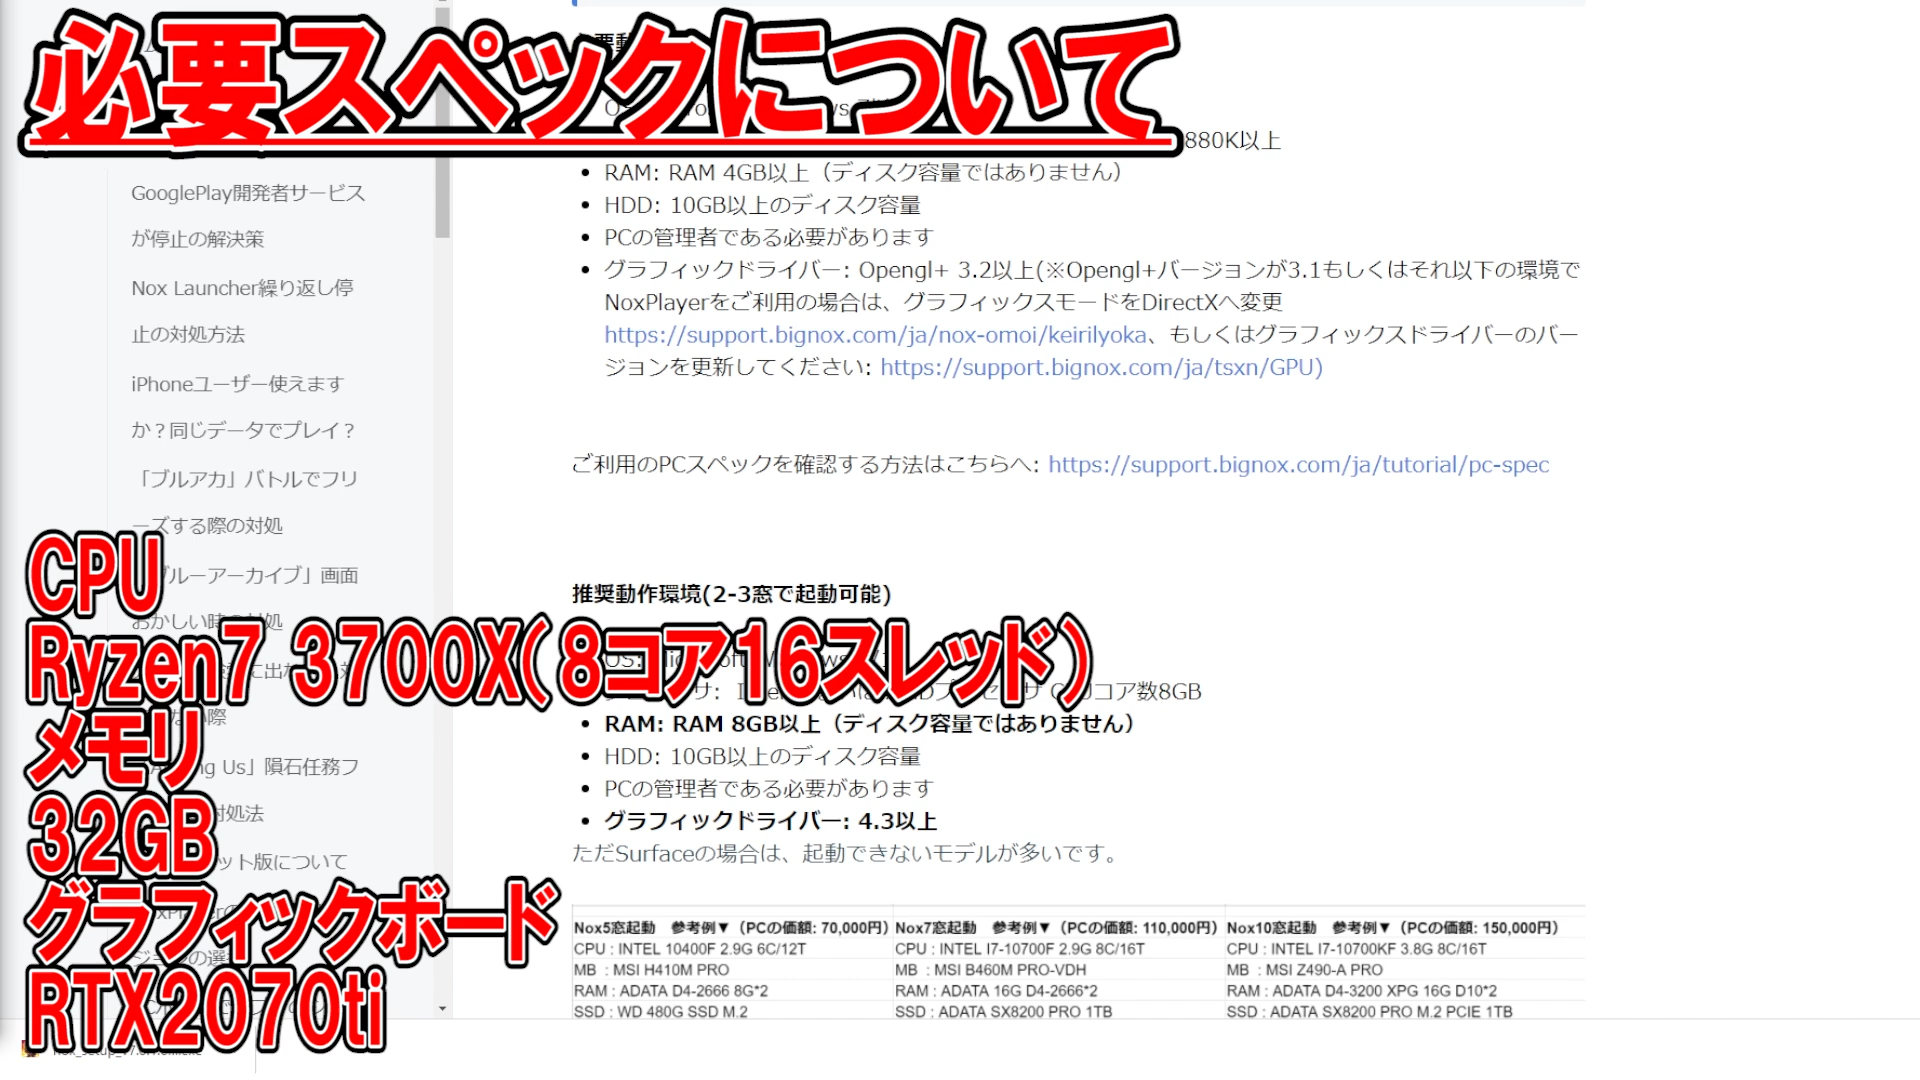 必要スペックについて
880K以上
RAM: RAM 4GB以上（ディスク容量ではありません）
HDD: 10GB以上のディスク容量
PCの管理者である必要があります
グラフィックドライバー: Opengl+ 3.2以上(※Opengl+バージョンが3.1もしくはそれ以下の環境で
NoxPlayerをご利用の場合は、グラフィックスモードをDirectXへ変更
https://support.bignox.com/ja/nox-omoi/keirilyoka、もしくはグラフィックスドライバーのバー
ジョンを更新してください: https://support.bignox.com/ja/tsxn/GPU)
ご利用のPCスペックを確認する方法はこちらへ: https://support.bignox.com/ja/tutorial/pc-spec
推奨動作環境(2-3窓で起動可能)
コア数8GB
RAM: RAM 8GB以上（ディスク容量ではありません）
HDD: 10GB以上のディスク容量
PCの管理者である必要があります
グラフィックドライバー: 4.3以上
ただSurfaceの場合は、起動できないモデルが多いです。
Nox5窓起動 参考例▼（PCの価額: 70,000円） Nox7窓起動 参考例▼（PCの価額: 110,000円） Nox10窓起動 参考例▼（PCの価額: 150,000円）
CPU : INTEL 10400F 2.9G 6C/12T CPU : INTEL I7-10700F 2.9G 8C/16T CPU : INTEL I7-10700KF 3.8G 8C/16T
MB : MSI H410M PRO MB : MSI B460M PRO-VDH MB : MSI Z490-A PRO
RAM : ADATA D4-2666 8G*2 RAM : ADATA 16G D4-2666*2 RAM : ADATA D4-3200 XPG 16G D10*2
SSD : WD 480G SSD M.2 SSD : ADATA SX8200 PRO 1TB SSD : ADATA SX8200 PRO M.2 PCIE 1TB
GooglePlay開発者サービス
が停止の解決策
Nox Launcher繰り返し停
止の対処方法
iPhoneユーザー使えます
か？同じデータでプレイ？
「ブルアカ」バトルでフリ
ーズする際の対処
ブルーアーカイブ」画面
おかしい時の対処
Us」隕石任務フ
対処法
ット版について
CPU
Ryzen7 3700X（8コア16スレッド）
メモリ
32GB
グラフィックボード
RTX2070ti